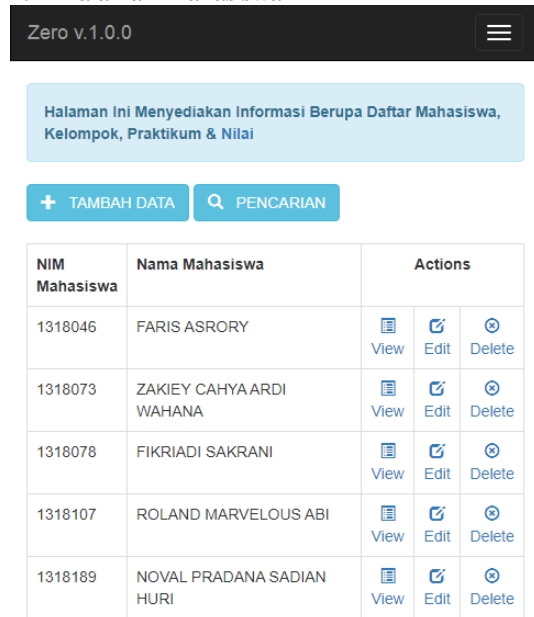 Zero v.1.0.0
Halaman Ini Menyediakan Informasi Berupa Daftar Mahasiswa,
Kelompok, Praktikum & Nilai
TAMBAH DATA PENCARIAN
NIM Mahasiswa Nama Mahasiswa Actions
1318046 FARIS ASRORY View Edit Delete
1318073 ZAKIEY CAHYA ARDI WAHANA View Edit Delete
1318078 FIKRIADI SAKRANI View Edit Delete
1318107 ROLAND MARVELOUS ABI View Edit Delete
1318189 NOVAL PRADANA SADIAN HURI View Edit Delete